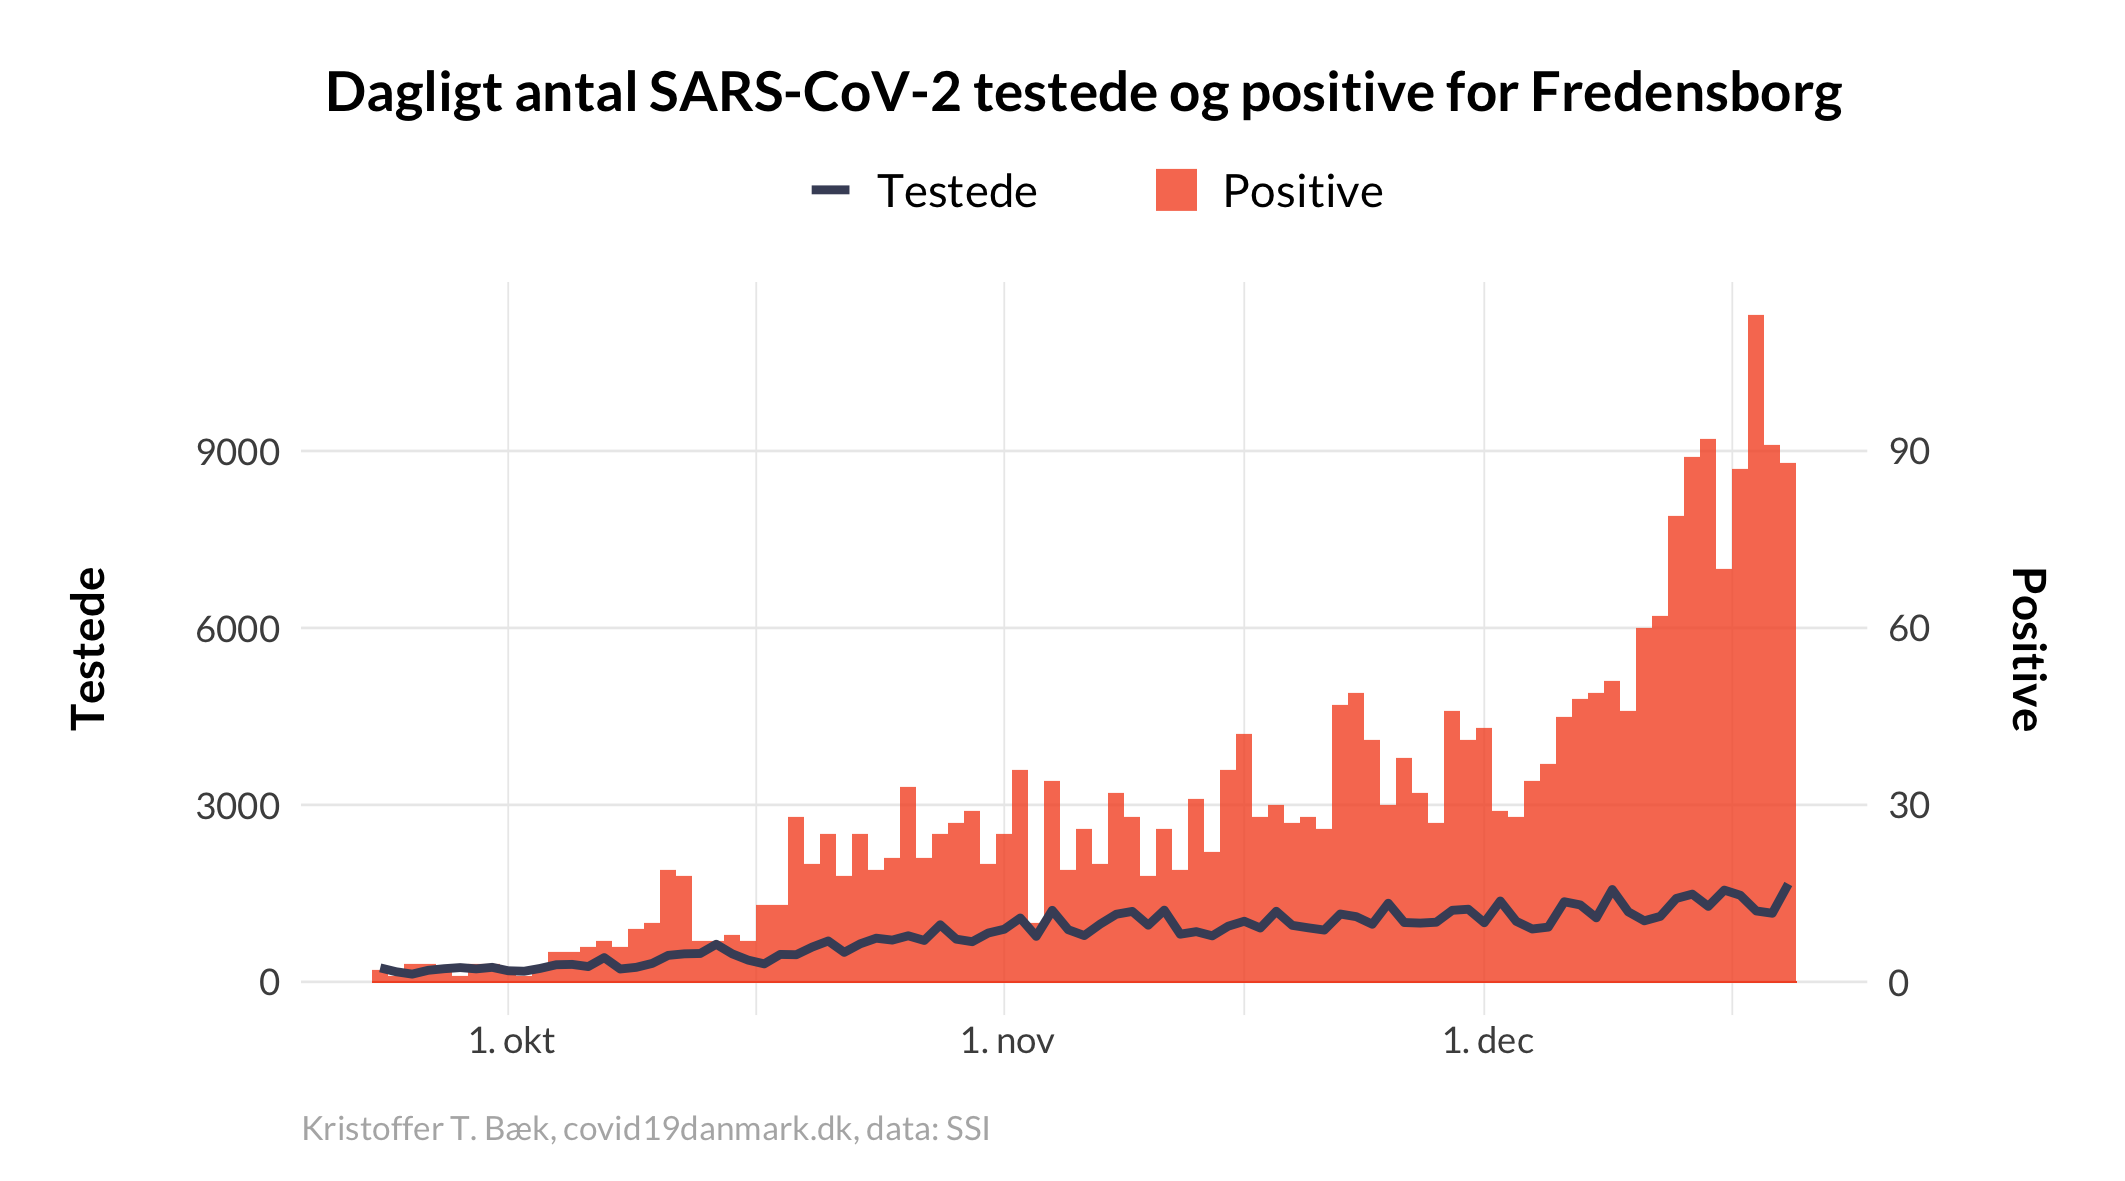 Dagligt antal SARS-CoV-2 testede og positive for Fredensborg
Testede
Positive
Testede
9000
6000
3000
0
90
60
30
0
Positive
1. okt
1. nov
1. dec
Kristoffer T. Bæk, covid19danmark.dk, data: SSI